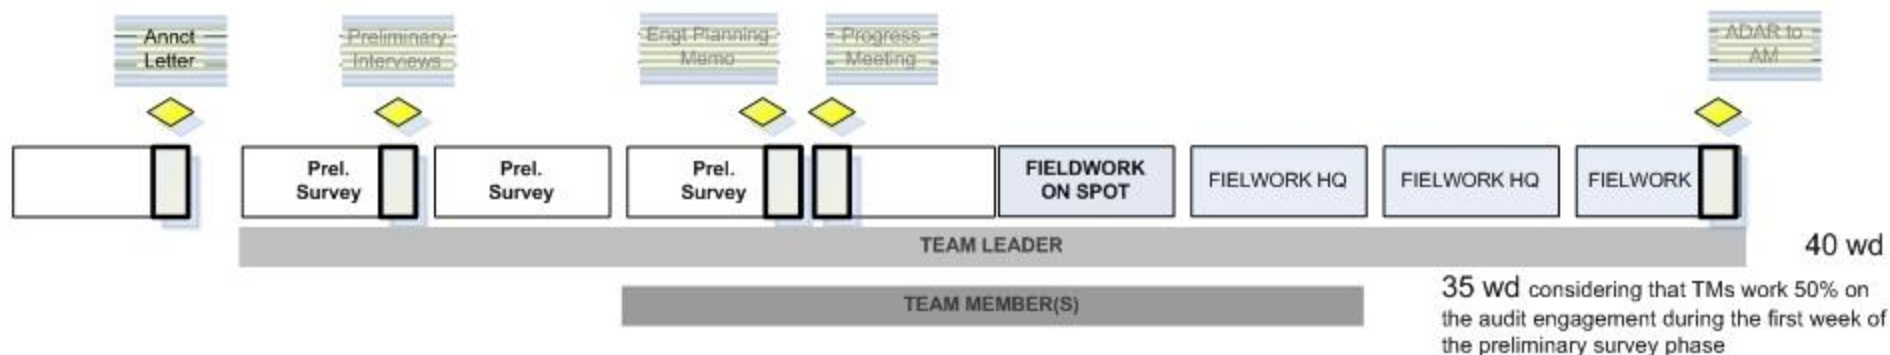 Annct
Letter
Preliminary
Interviews
Engt Planning
Memo
Progress
Meeting
ADAR to
AM
Prel.
Survey
Prel.
Survey
Prel.
Survey
FIELDWORK
ON SPOT
FIELWORK HQ
FIELWORK HQ
FIELWORK
TEAM LEADER
40 wd
TEAM MEMBER(S)
35 wd considering that TMs work 50% on
the audit engagement during the first week of
the preliminary survey phase